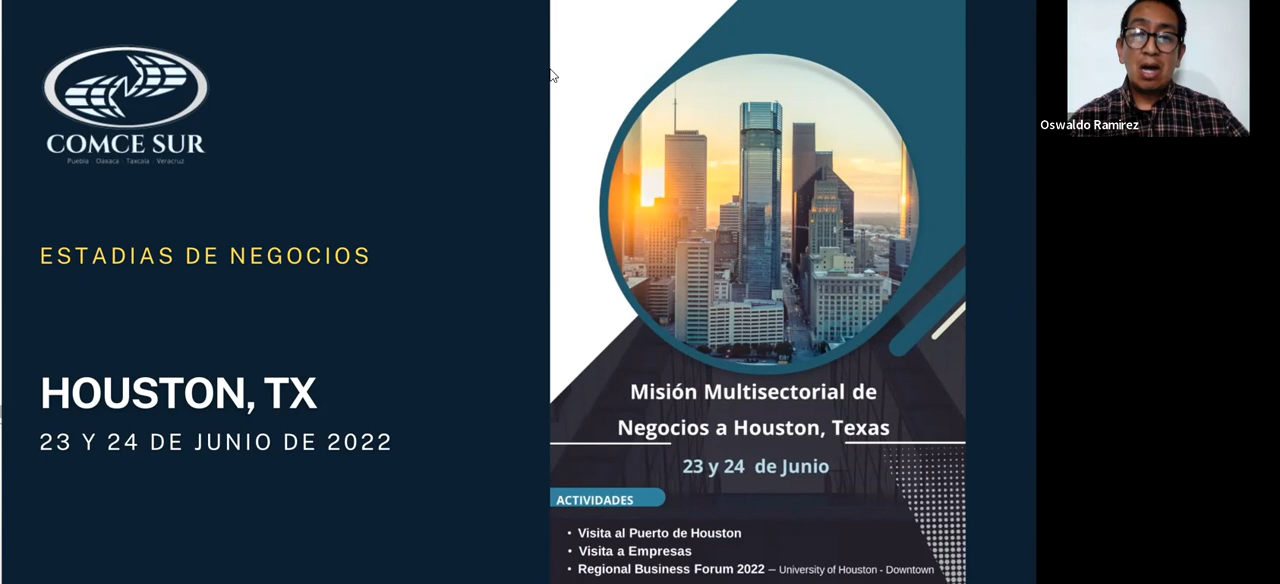 COMCE SUR
Puebla . Oaxaca . Tlaxcala . Veracruz
ESTADIAS DE NEGOCIOS
HOUSTON, TX
23 Y 24 DE JUNIO DE 2022
Misión Multisectorial de
Negocios a Houston, Texas
23 y 24 de Junio
ACTIVIDADES
• Visita al Puerto de Houston
• Visita a Empresas
• Regional Business Forum 2022 – University of Houston - Downtown
Oswaldo Ramirez